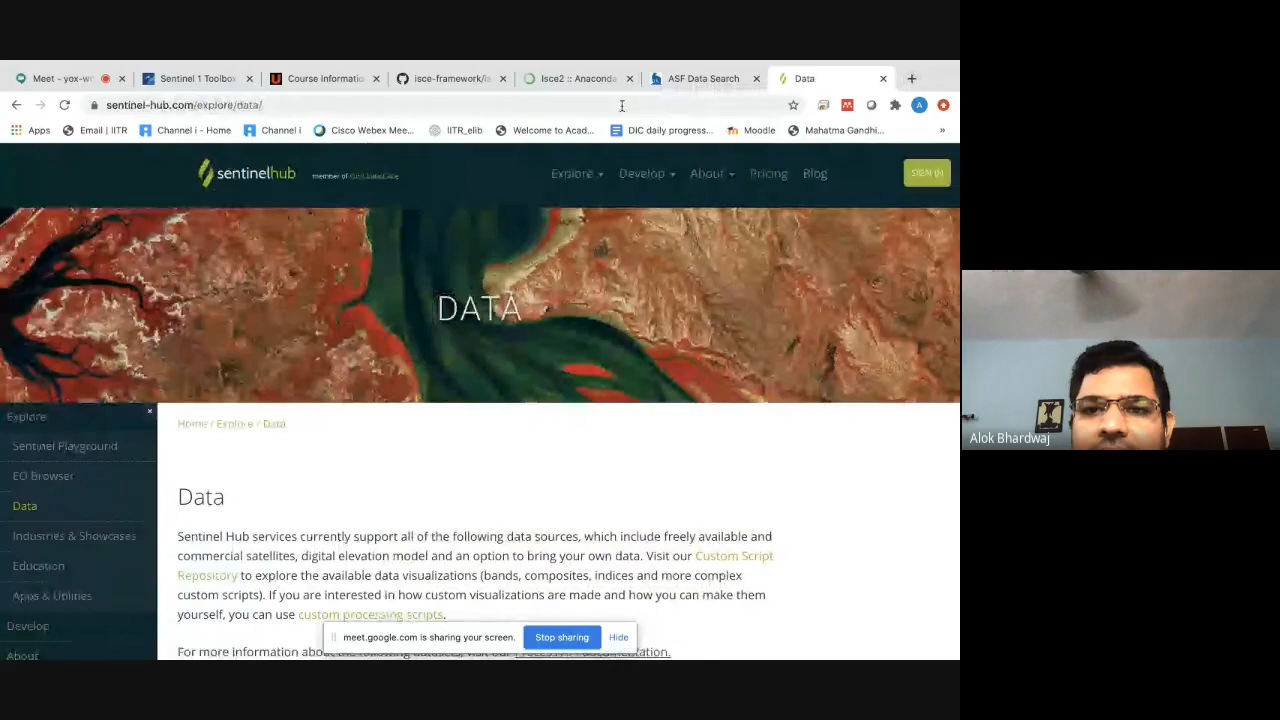 Meet - yox-wr
Sentinel 1 Toolbox
Course Informatio
isce-framework/is
Isce2 :: Anaconda
ASF Data Search
Data
sentinel-hub.com/explore/data/
Apps
Email | IITR
Channel i - Home
Channel i
Cisco Webex Mee...
IITR_elib
Welcome to Acad...
DIC daily progress...
Moodle
Mahatma Gandhi...
»
sentinelhub
member of
Explore
Develop
About
Pricing
Blog
SIGN IN
DATA
Explore
Sentinel Playground
EO Browser
Data
Industries & Showcases
Education
Apps & Utilities
Develop
About
Home / Explore / Data
Data
Sentinel Hub services currently support all of the following data sources, which include freely available and
commercial satellites, digital elevation model and an option to bring your own data. Visit our Custom Script
Repository to explore the available data visualizations (bands, composites, indices and more complex
custom scripts). If you are interested in how custom visualizations are made and how you can make them
yourself, you can use custom processing scripts.
For more information about
meet.google.com is sharing your screen.
Stop sharing
Hide
Alok Bhardwaj